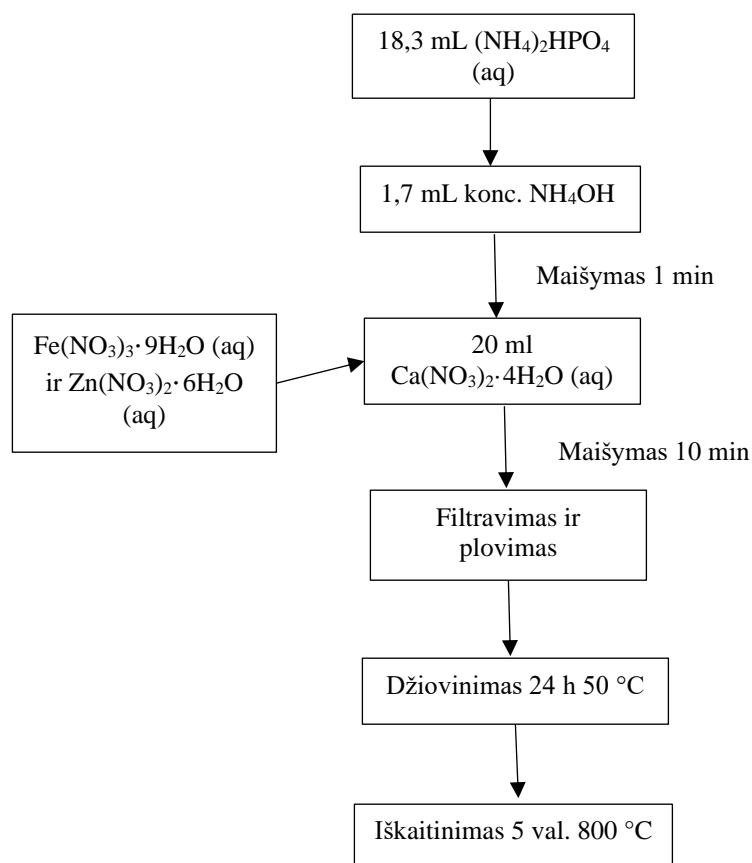 18,3 mL (NH₄)₂HPO₄
(aq)
1,7 mL konc. NH₄OH
Maišymas 1 min
Fe(NO₃)₃·9H₂O (aq)
ir Zn(NO₃)₂·6H₂O
(aq)
20 ml
Ca(NO₃)₂·4H₂O (aq)
Maišymas 10 min
Filtravimas ir
plovimas
Džiovinimas 24 h 50 °C
Iškaitinimas 5 val. 800 °C